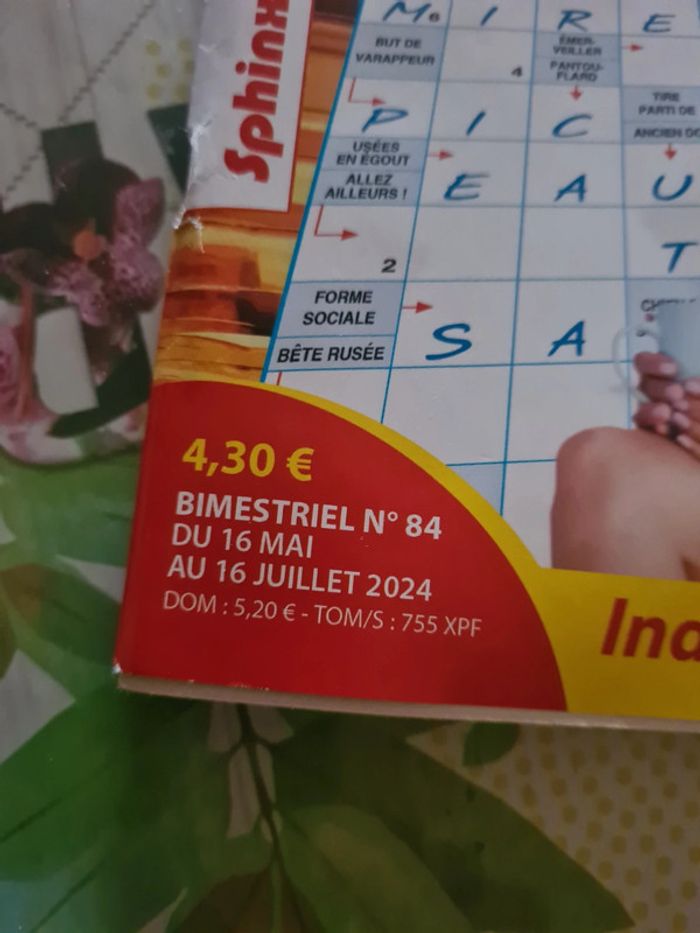 Sphinx
M6 I R E
BUT DE
VARAPPEUR
4
ÉMER-
VEILLER
PANTOU-
FLARD
TIRE
PARTI DE
P I C
USÉES
EN ÉGOUT
ALLEZ
AILLEURS !
E A U
2
T
FORME
SOCIALE
BÊTE RUSÉE
S A
4,30 €
BIMESTRIEL N° 84
DU 16 MAI
AU 16 JUILLET 2024
DOM : 5,20 € - TOM/S : 755 XPF